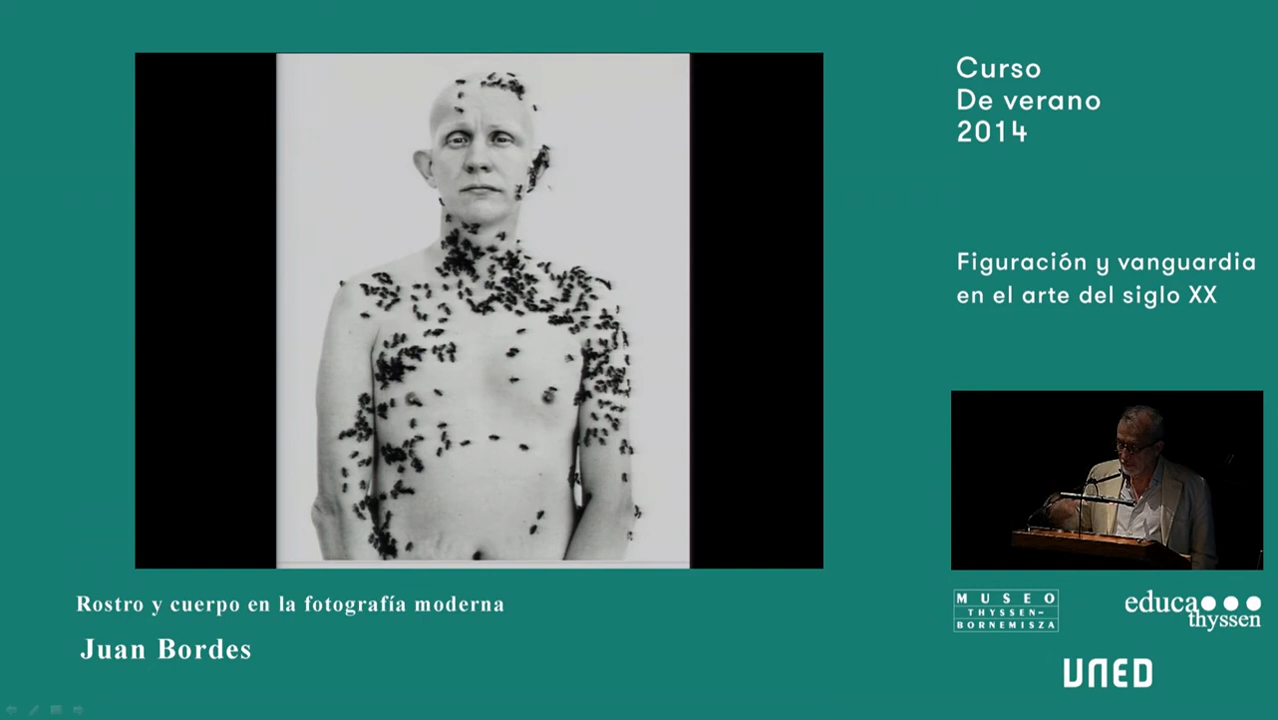 Curso
De verano
2014
Figuración y vanguardia
en el arte del siglo XX
Rostro y cuerpo en la fotografía moderna
Juan Bordes
MUSEO
THYSSEN-
BORNEMISZA
educa
thyssen
UNED